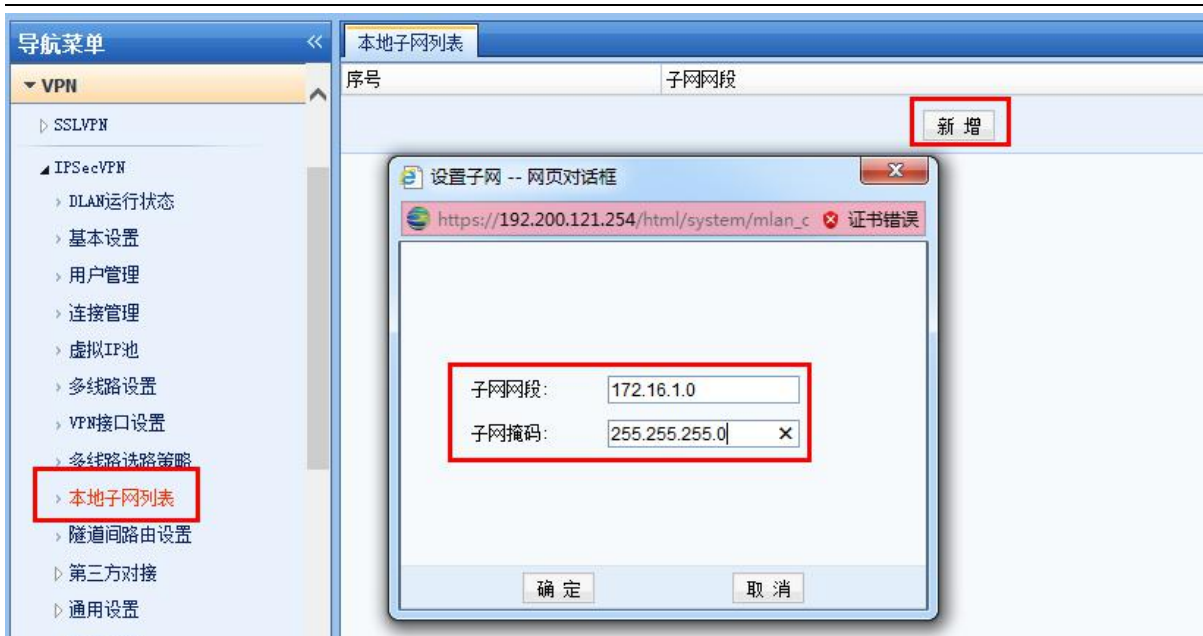 导航菜单 «
VPN
SSLVPN
IPSecVPN
DLAN运行状态
基本设置
用户管理
连接管理
虚拟IP池
多线路设置
VPN接口设置
多线路选路策略
本地子网列表
隧道间路由设置
第三方对接
通用设置
本地子网列表
序号 子网网段
新 增
设置子网 -- 网页对话框
https://192.200.121.254/html/system/mlan_c 证书错误
子网网段: 172.16.1.0
子网掩码: 255.255.255.0
确 定 取 消